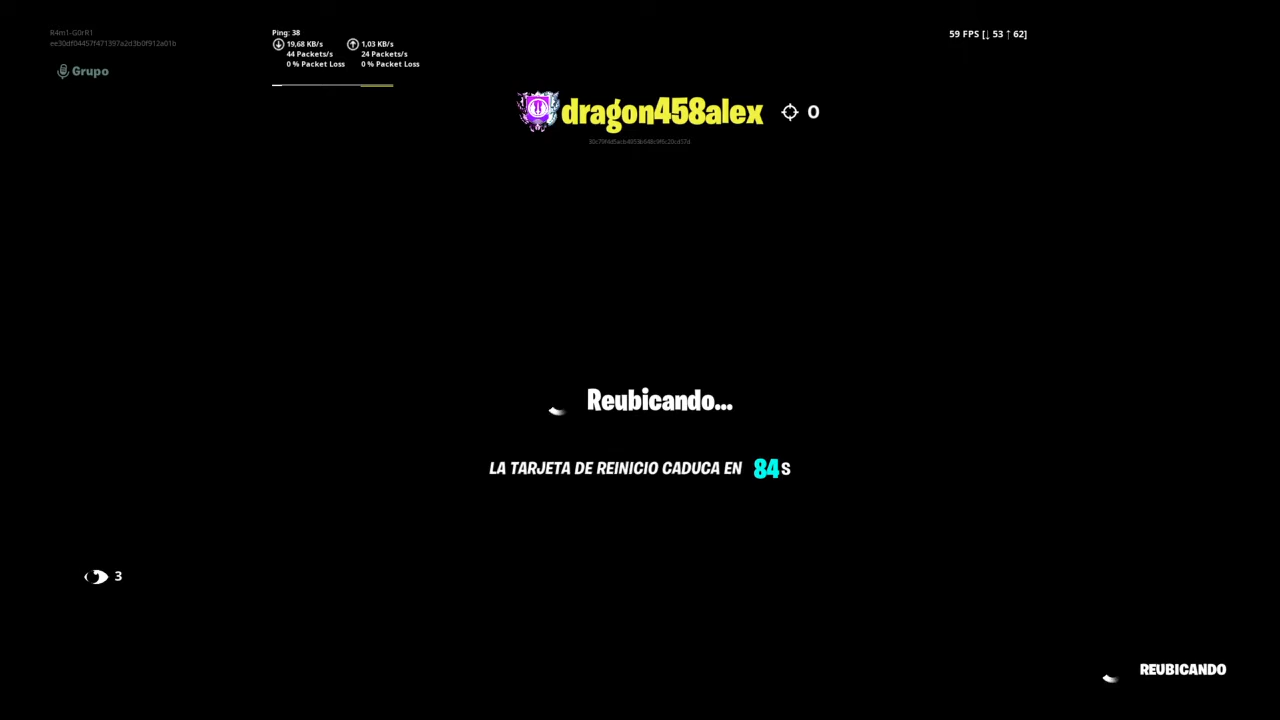 R4m1-G0rR1
ee30df04457f471397a2d3b0f912a01b
Grupo
Ping: 38
19,68 KB/s 1,03 KB/s
44 Packets/s 24 Packets/s
0 % Packet Loss 0 % Packet Loss
59 FPS [↓ 53 ↑ 62]
dragon458alex 0
Reubicando...
LA TARJETA DE REINICIO CADUCA EN 84 S
3
REUBICANDO